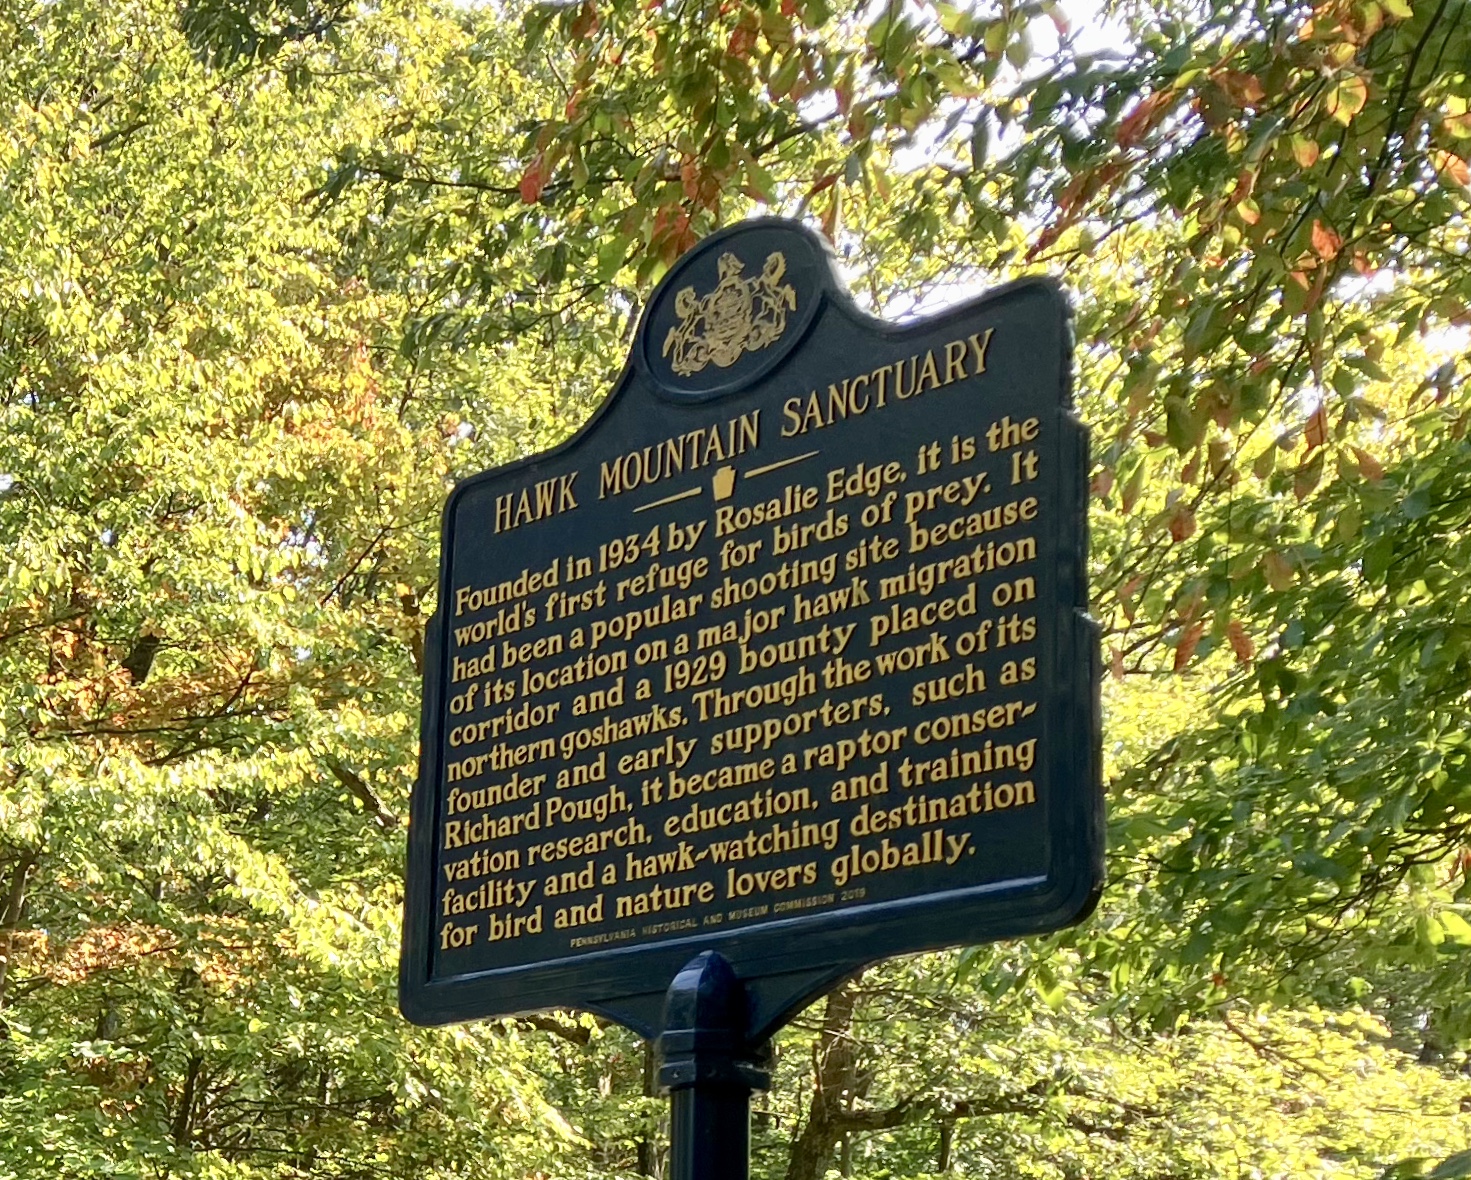 HAWK MOUNTAIN SANCTUARY
Founded in 1934 by Rosalie Edge, it is the
world's first refuge for birds of prey. It
had been a popular shooting site because
of its location on a major hawk migration
corridor and a 1929 bounty placed on
northern goshawks. Through the work of its
founder and early supporters, such as
Richard Pough, it became a raptor conser-
vation research, education, and training
facility and a hawk-watching destination
for bird and nature lovers globally.
PENNSYLVANIA HISTORICAL AND MUSEUM COMMISSION 2019